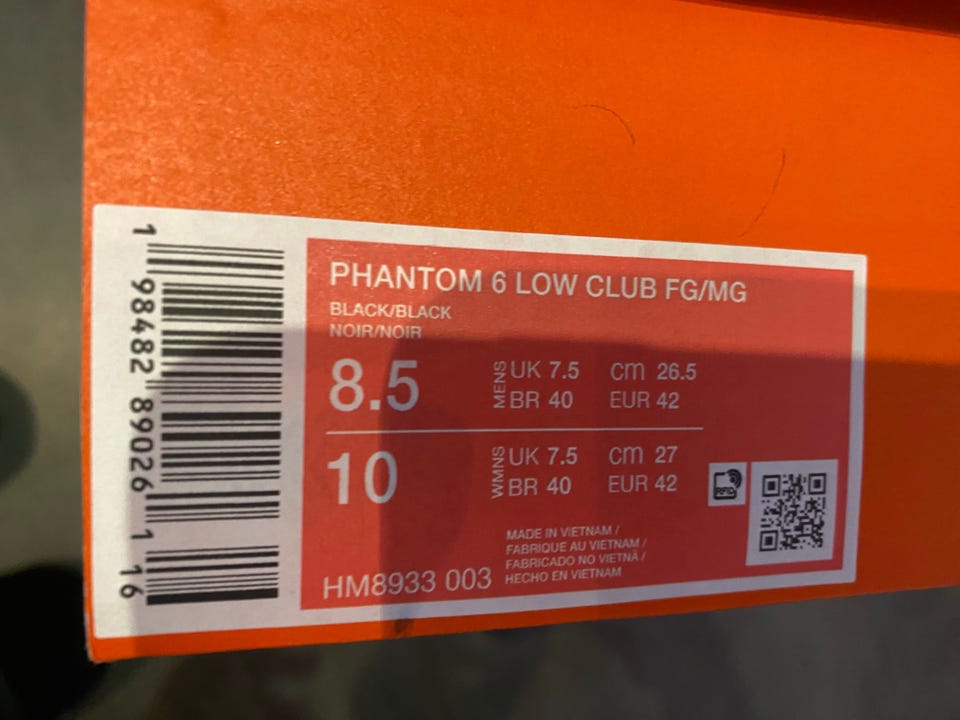 1 98482 89026 1 16
PHANTOM 6 LOW CLUB FG/MG
BLACK/BLACK
NOIR/NOIR
8.5 MENS UK 7.5 cm 26.5
BR 40 EUR 42
10 WMNS UK 7.5 cm 27
BR 40 EUR 42
MADE IN VIETNAM /
FABRIQUE AU VIETNAM /
FABRICADO NO VIETNÃ /
HECHO EN VIETNAM
HM8933 003